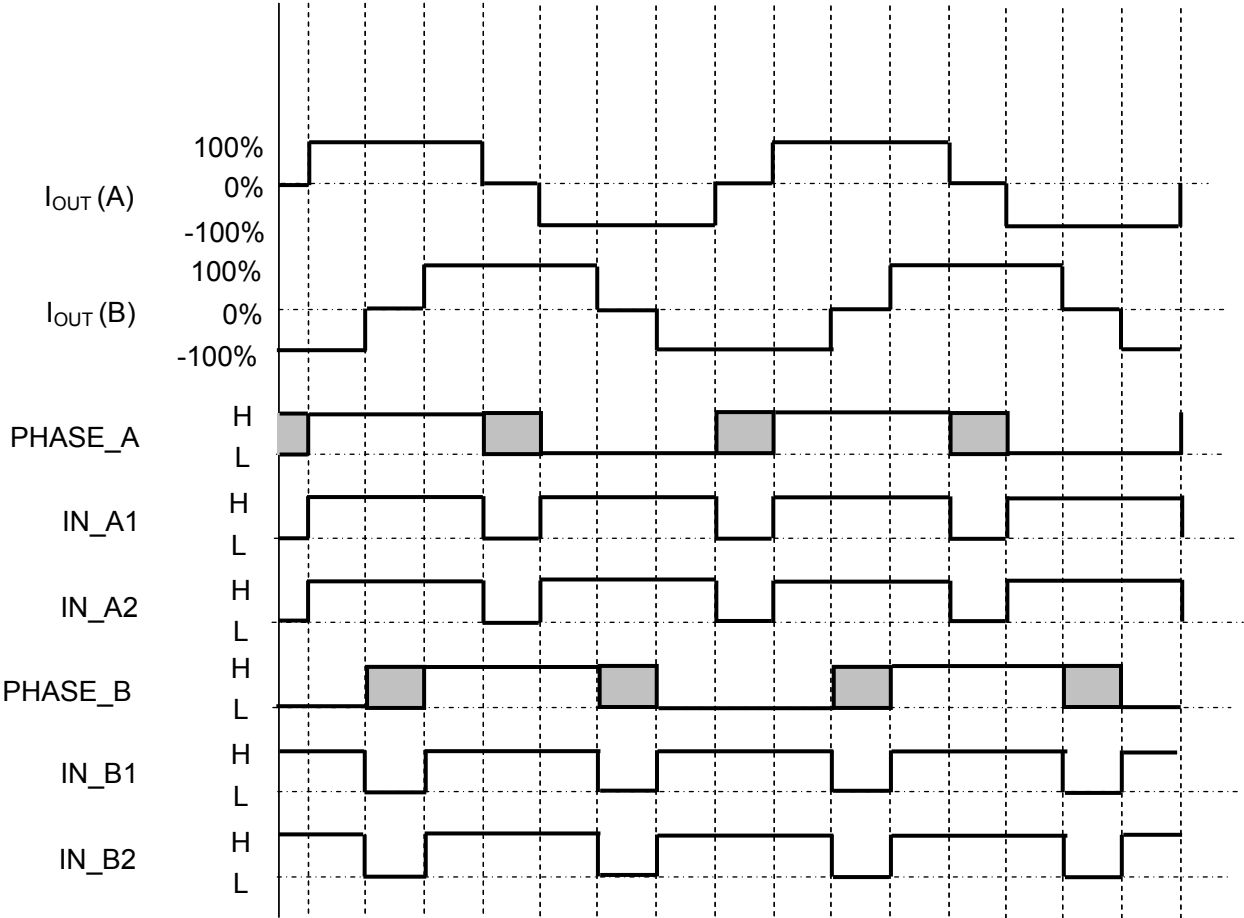 100%
I_OUT (A) 0%
-100%
100%
I_OUT (B) 0%
-100%
H
PHASE_A
L
H
IN_A1
L
H
IN_A2
L
H
PHASE_B
L
H
IN_B1
L
H
IN_B2
L